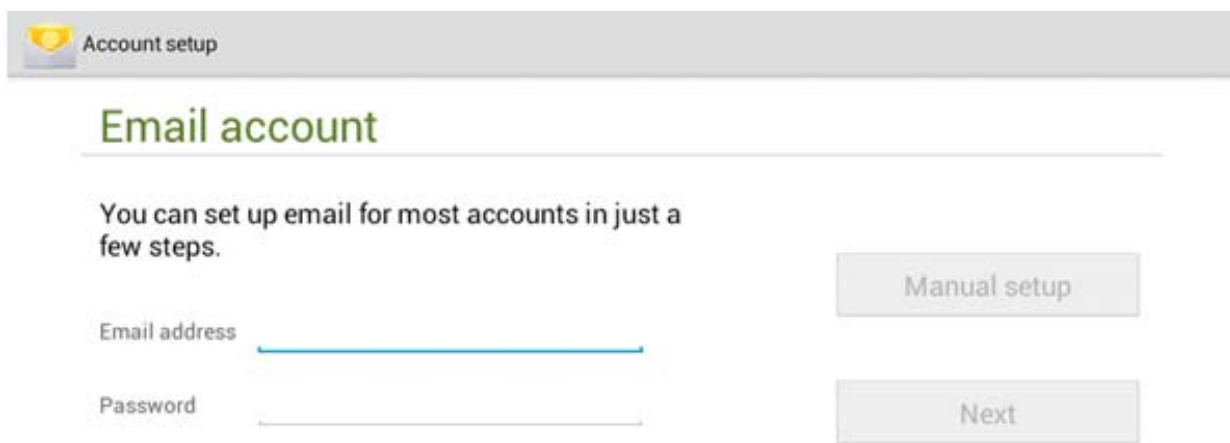 Account setup
Email account
You can set up email for most accounts in just a
few steps.
Manual setup
Email address
Password
Next